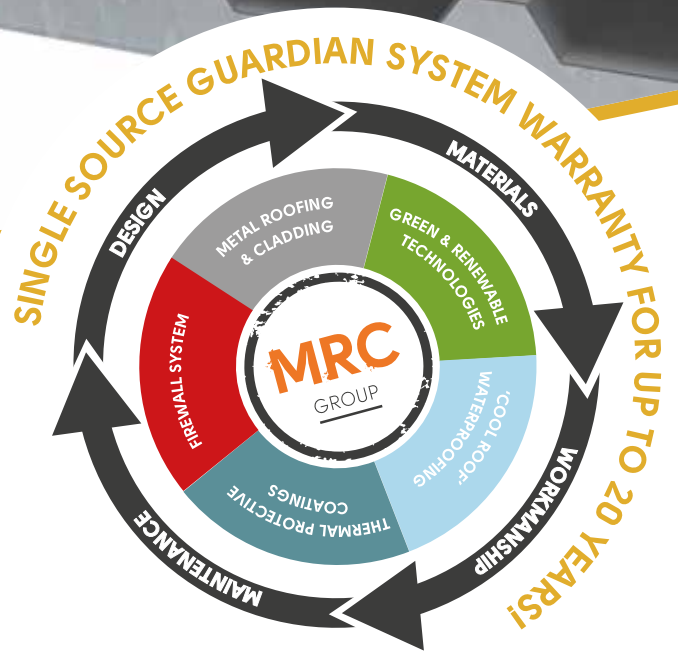 SINGLE SOURCE GUARDIAN SYSTEM WARRANTY FOR UP TO 20 YEARS!
DESIGN
MATERIALS
WORKMANSHIP
MAINTENANCE
METAL ROOFING
& CLADDING
GREEN & RENEWABLE
TECHNOLOGIES
'COOL ROOF'
WATERPROOFING
THERMAL PROTECTIVE
COATINGS
FIREWALL SYSTEM
MRC
GROUP